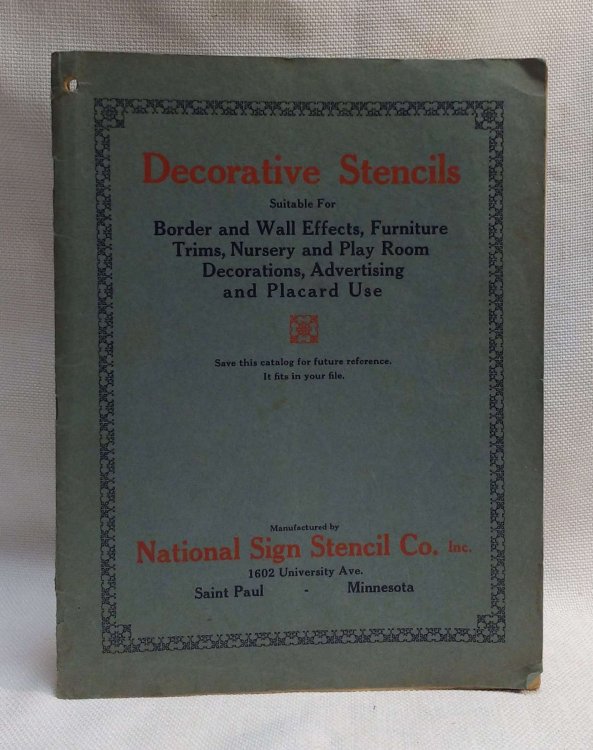 Decorative Stencils
Suitable For
Border and Wall Effects, Furniture
Trims, Nursery and Play Room
Decorations, Advertising
and Placard Use
Save this catalog for future reference.
It fits in your file.
Manufactured by
National Sign Stencil Co. Inc.
1602 University Ave.
Saint Paul - Minnesota